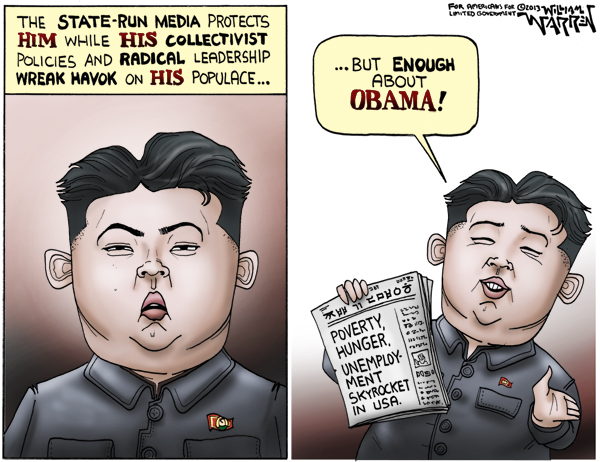 THE STATE-RUN MEDIA PROTECTS
HIM WHILE HIS COLLECTIVIST
POLICIES AND RADICAL LEADERSHIP
WREAK HAVOK ON HIS POPULACE...
FOR AMERICANS FOR
LIMITED GOVERNMENT
©2013 WILLIAM
WARREN
...BUT ENOUGH
ABOUT
OBAMA!
POVERTY,
HUNGER,
UNEMPLOY-
MENT
SKYROCKET
IN USA.